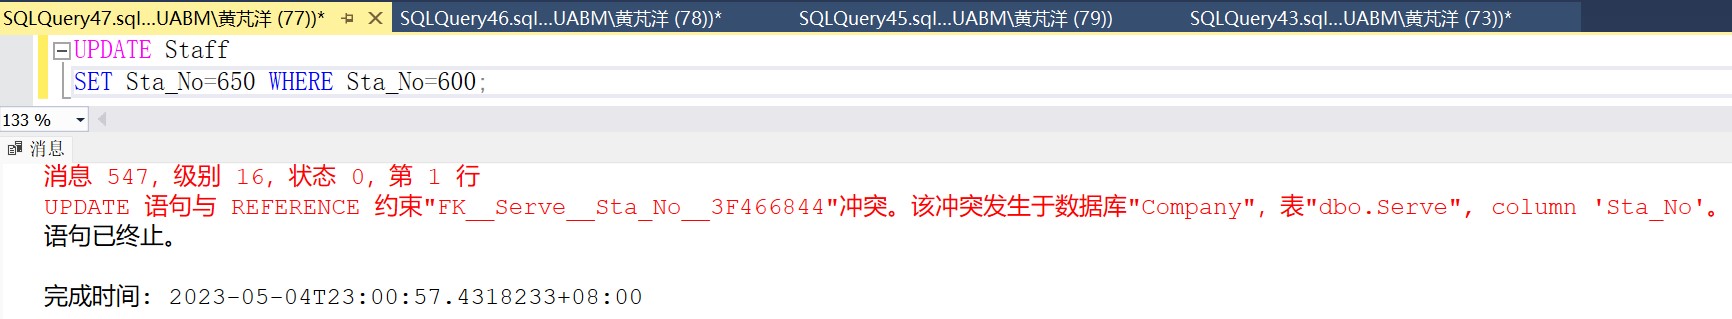 SQLQuery47.sql...UABM\黄芃洋 (77))* SQLQuery46.sql...UABM\黄芃洋 (78))* SQLQuery45.sql...UABM\黄芃洋 (79)) SQLQuery43.sql...UABM\黄芃洋 (73))*
UPDATE Staff
SET Sta_No=650 WHERE Sta_No=600;
133 %
消息
消息 547, 级别 16, 状态 0, 第 1 行
UPDATE 语句与 REFERENCE 约束"FK__Serve__Sta_No__3F466844"冲突。该冲突发生于数据库"Company", 表"dbo.Serve", column 'Sta_No'。
语句已终止。
完成时间: 2023-05-04T23:00:57.4318233+08:00